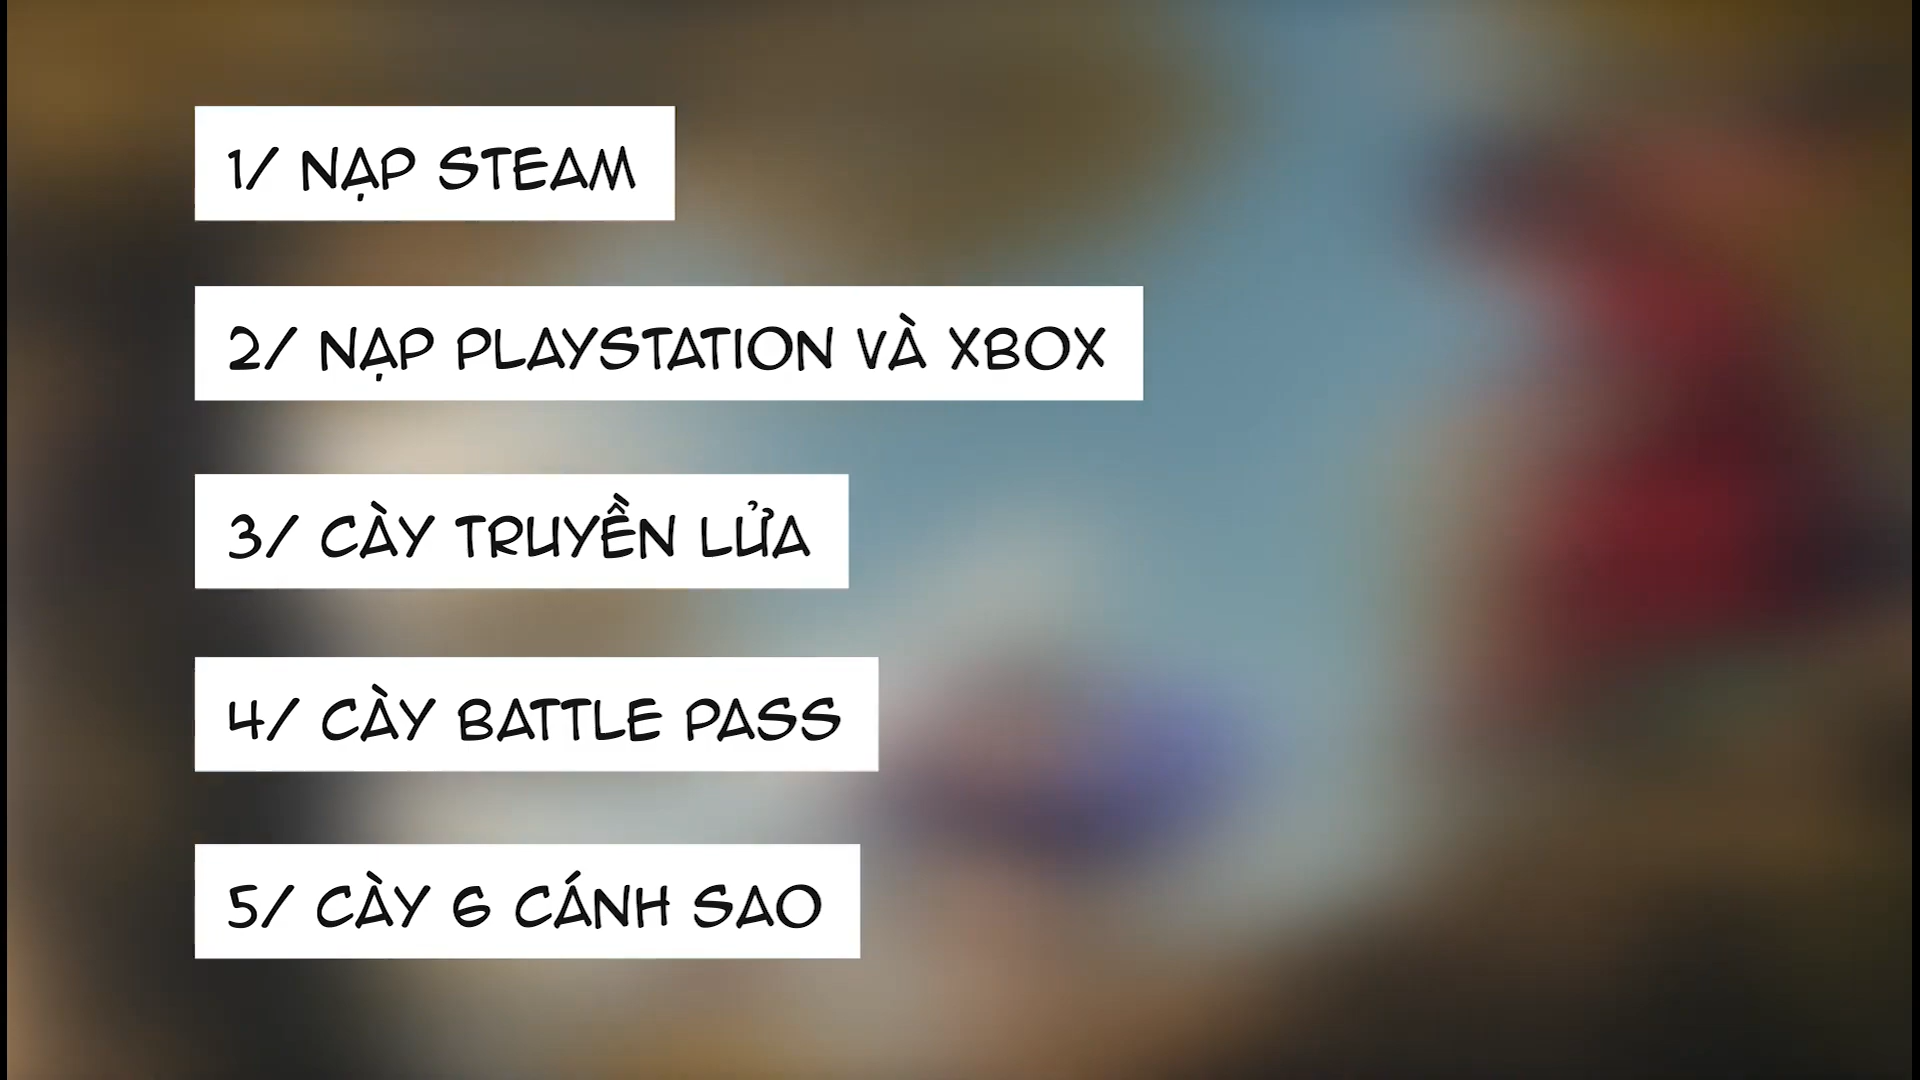 1/ NẠP STEAM
2/ NẠP PLAYSTATION VÀ XBOX
3/ CÀY TRUYỀN LỬA
4/ CÀY BATTLE PASS
5/ CÀY 6 CÁNH SAO